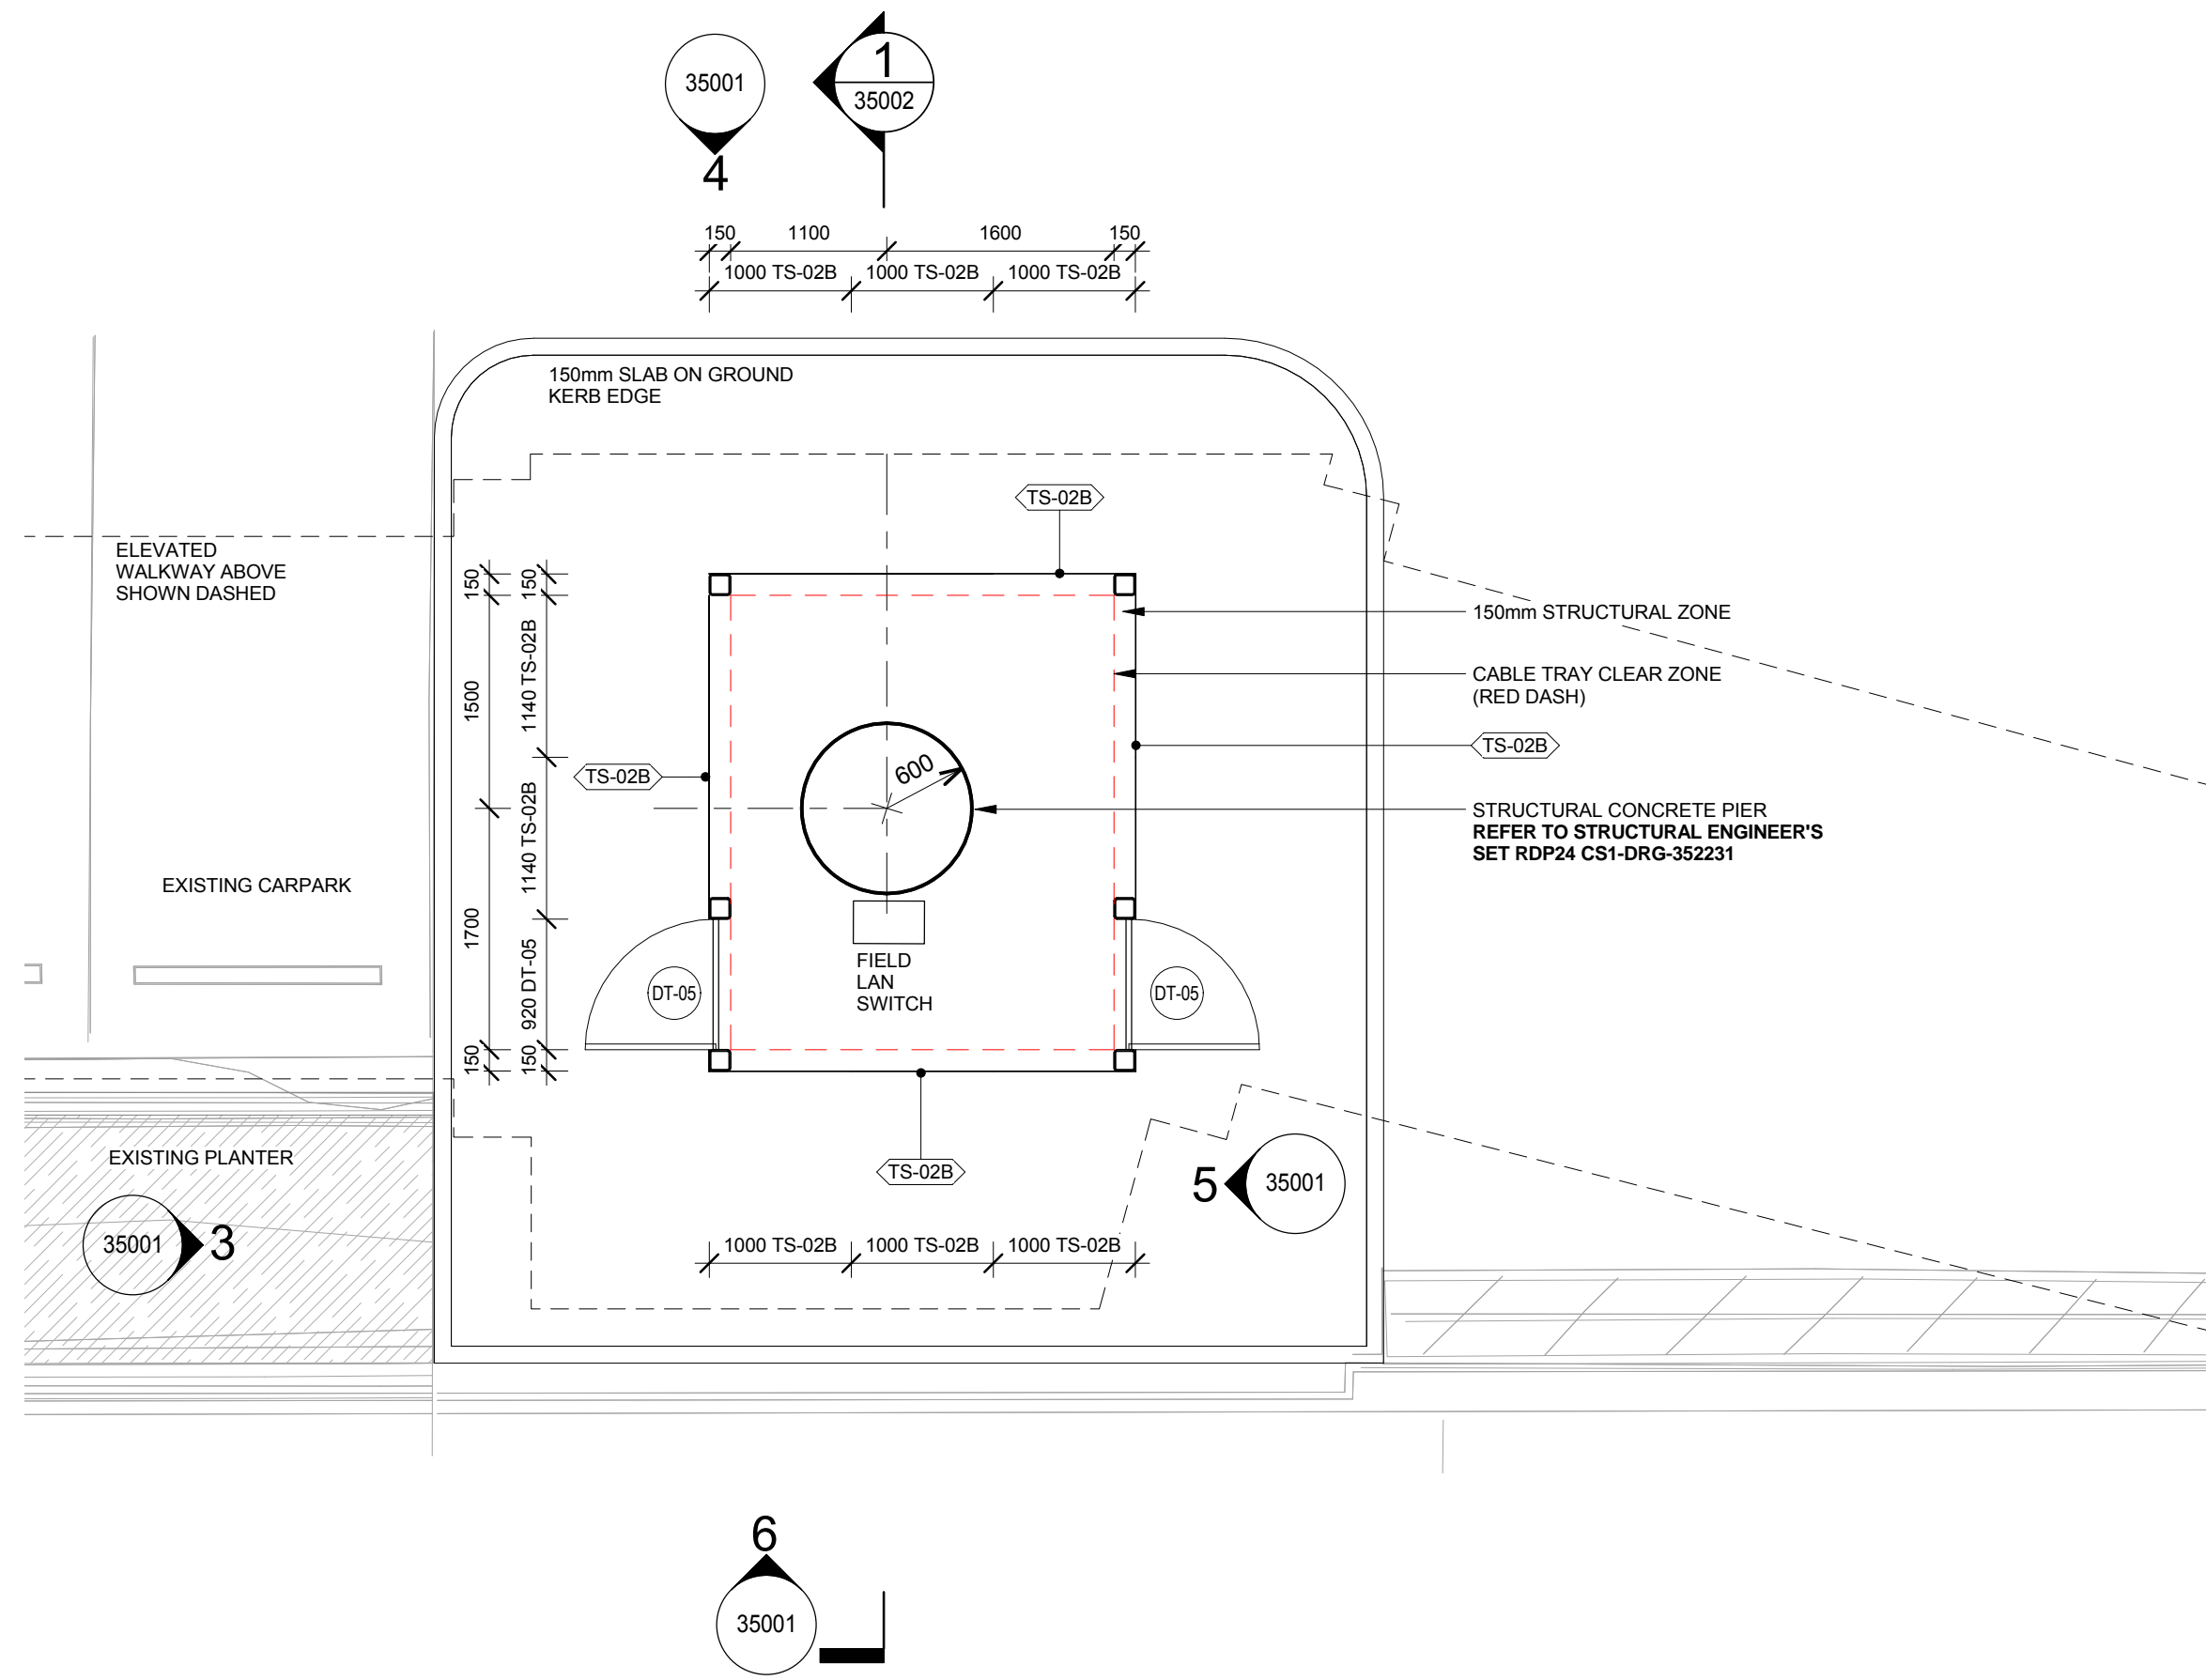 1
35001
35002
4
150 1100 1600 150
1000 TS-02B 1000 TS-02B 1000 TS-02B
150mm SLAB ON GROUND
KERB EDGE
TS-02B
ELEVATED
WALKWAY ABOVE
SHOWN DASHED
150
150
150mm STRUCTURAL ZONE
1140 TS-02B
CABLE TRAY CLEAR ZONE
(RED DASH)
1500
TS-02B
TS-02B
600
1140 TS-02B
STRUCTURAL CONCRETE PIER
REFER TO STRUCTURAL ENGINEER'S
SET RDP24 CS1-DRG-352231
EXISTING CARPARK
1700
920 DT-05
FIELD
LAN
SWITCH
DT-05
DT-05
150
150
EXISTING PLANTER
TS-02B
5
35001
35001
3
1000 TS-02B 1000 TS-02B 1000 TS-02B
6
35001